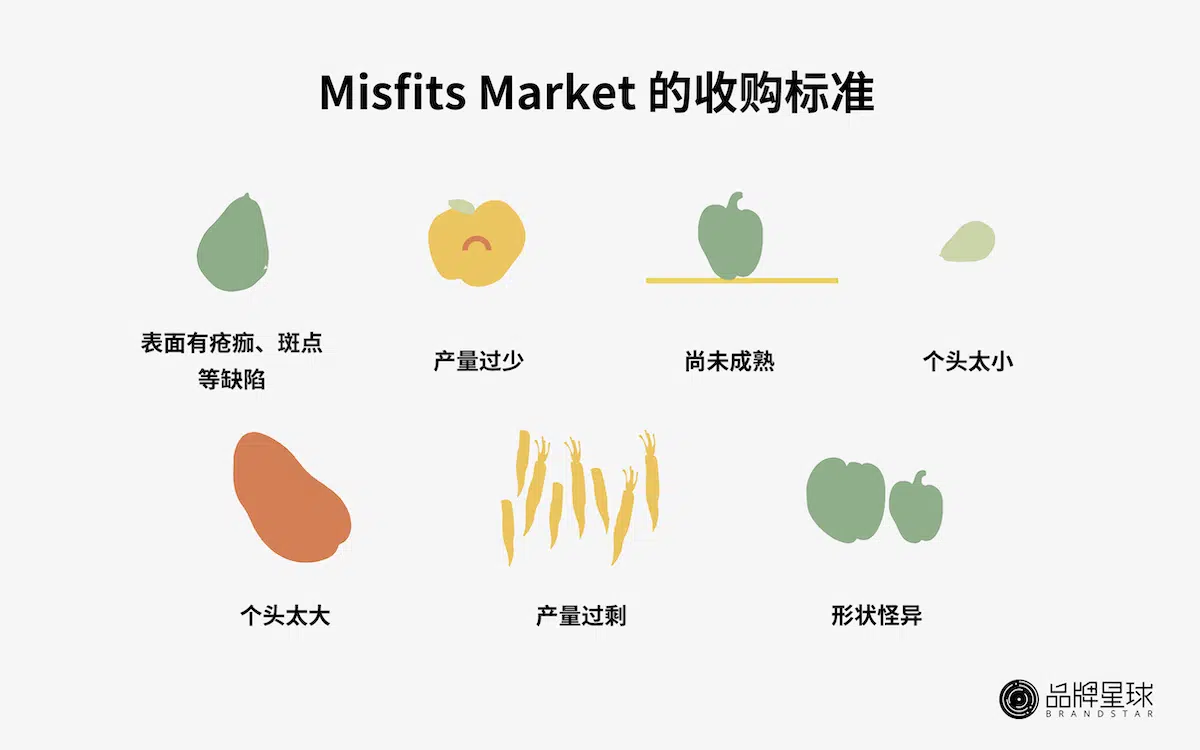 Misfits Market 的收购标准
表面有疮痂、斑点
等缺陷
产量过少
尚未成熟
个头太小
个头太大
产量过剩
形状怪异
品牌星球
BRANDSTAR